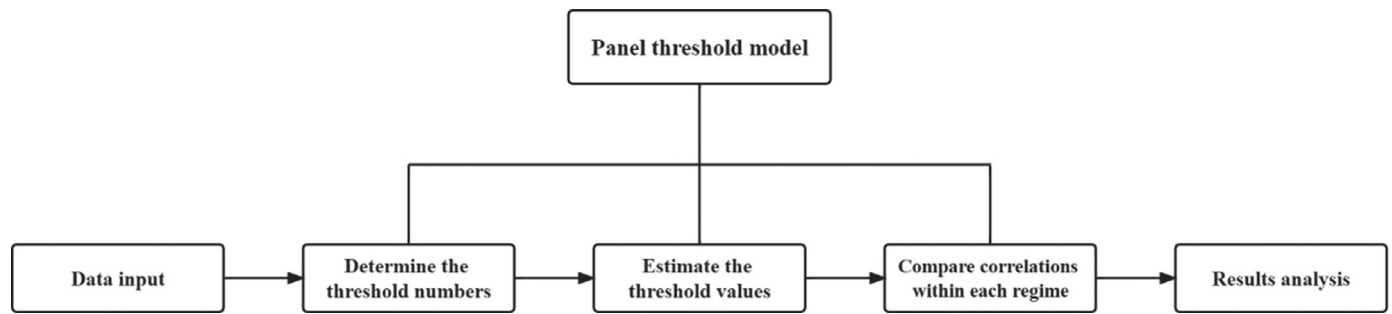 Panel threshold model
Data input
Determine the
threshold numbers
Estimate the
threshold values
Compare correlations
within each regime
Results analysis